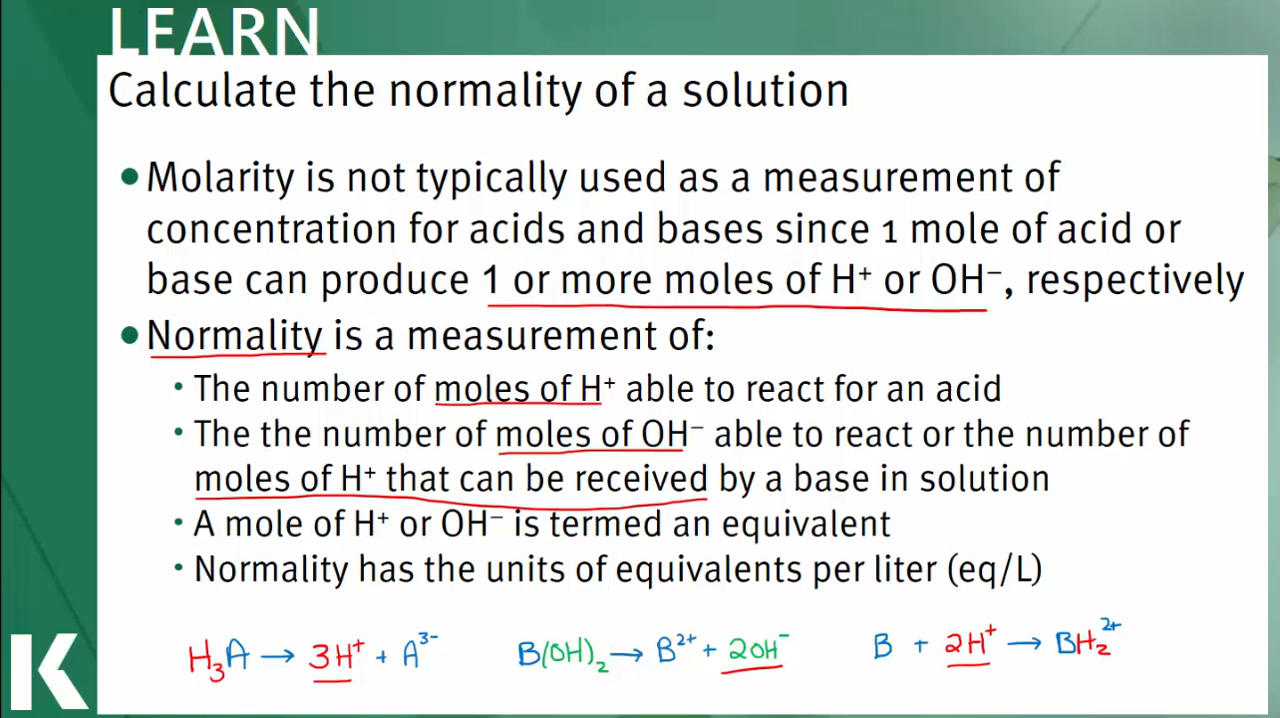 LEARN
Calculate the normality of a solution
• Molarity is not typically used as a measurement of
concentration for acids and bases since 1 mole of acid or
base can produce 1 or more moles of H⁺ or OH⁻, respectively
• Normality is a measurement of:
• The number of moles of H⁺ able to react for an acid
• The the number of moles of OH⁻ able to react or the number of
moles of H⁺ that can be received by a base in solution
• A mole of H⁺ or OH⁻ is termed an equivalent
• Normality has the units of equivalents per liter (eq/L)
H₃A → 3H⁺ + A³⁻ B(OH)₂ → B²⁺ + 2OH⁻ B + 2H⁺ → BH₂²⁺
K